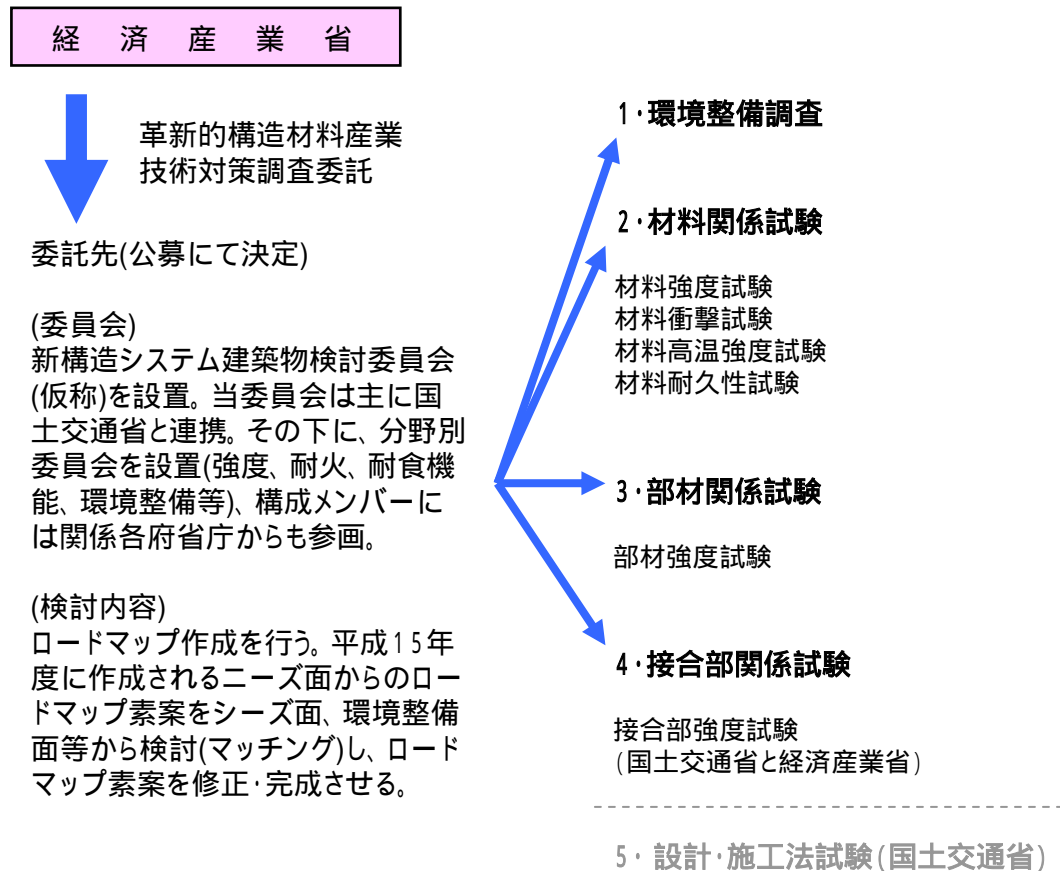 経済産業省
革新的構造材料産業
技術対策調査委託
委託先(公募にて決定)
(委員会)
新構造システム建築物検討委員会
(仮称)を設置。当委員会は主に国
土交通省と連携。その下に、分野別
委員会を設置(強度、耐火、耐食機
能、環境整備等)、構成メンバーに
は関係各府省庁からも参画。
(検討内容)
ロードマップ作成を行う。平成15年
度に作成されるニーズ面からのロー
ドマップ素案をシーズ面、環境整備
面等から検討(マッチング)し、ロード
マップ素案を修正・完成させる。
1・環境整備調査
2・材料関係試験
材料強度試験
材料衝撃試験
材料高温強度試験
材料耐久性試験
3・部材関係試験
部材強度試験
4・接合部関係試験
接合部強度試験
(国土交通省と経済産業省)
5・設計・施工法試験(国土交通省)